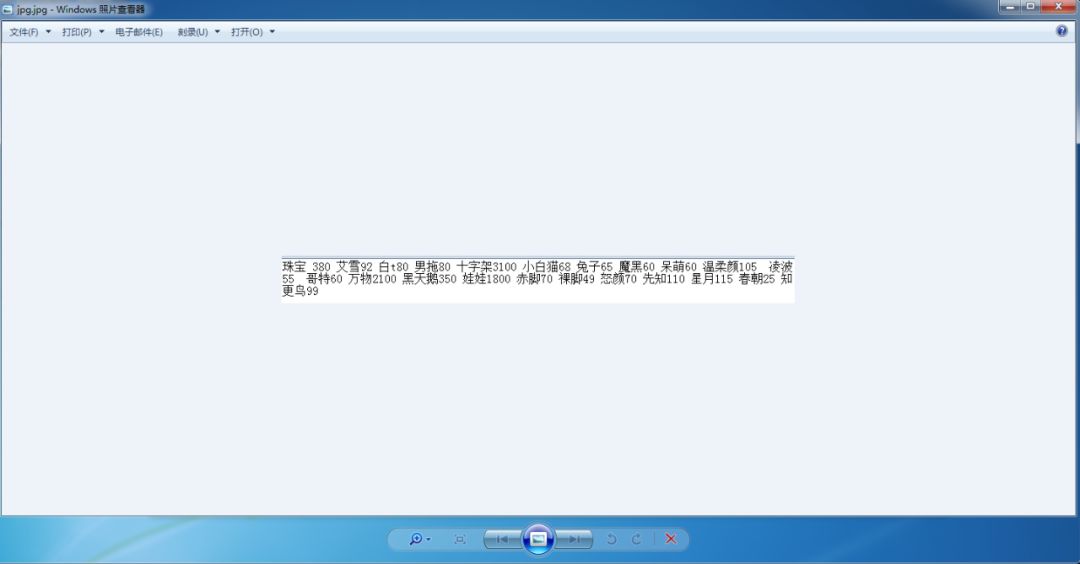 jpg.jpg - Windows 照片查看器
文件(F) 打印(P) 电子邮件(E) 刻录(U) 打开(O)
珠宝 380 艾雪92 白t80 男拖80 十字架3100 小白猫68 兔子65 魔黑60 呆萌60 温柔颜105 凌波
55 哥特60 万物2100 黑天鹅350 娃娃1800 赤脚70 裸脚49 怒颜70 先知110 星月115 春朝25 知
更鸟99